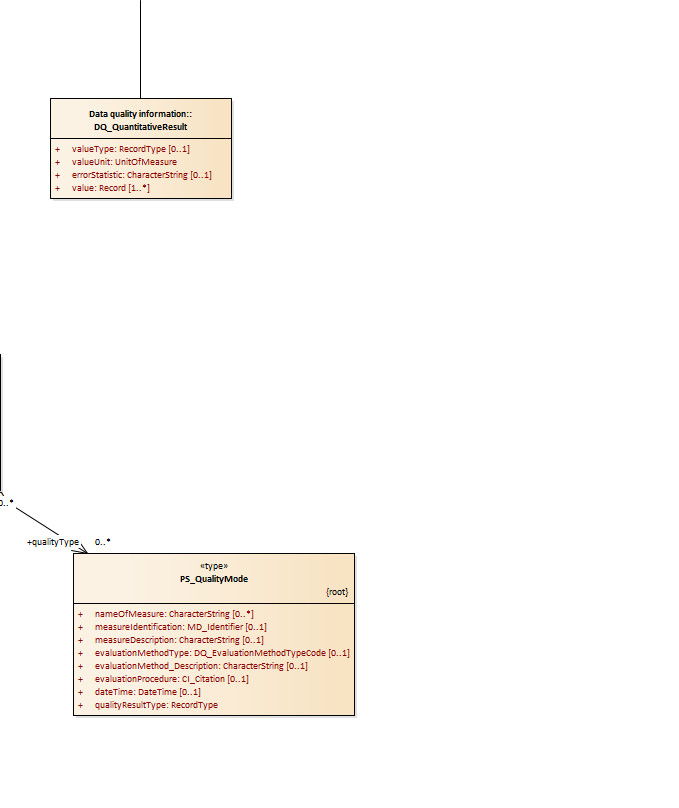 Data quality information::
DQ_QuantitativeResult
+ valueType: RecordType [0..1]
+ valueUnit: UnitOfMeasure
+ errorStatistic: CharacterString [0..1]
+ value: Record [1..*]
0..*
+qualityType 0..*
«type»
PS_QualityMode
{root}
+ nameOfMeasure: CharacterString [0..*]
+ measureIdentification: MD_Identifier [0..1]
+ measureDescription: CharacterString [0..1]
+ evaluationMethodType: DQ_EvaluationMethodTypeCode [0..1]
+ evaluationMethod_Description: CharacterString [0..1]
+ evaluationProcedure: CI_Citation [0..1]
+ dateTime: DateTime [0..1]
+ qualityResultType: RecordType